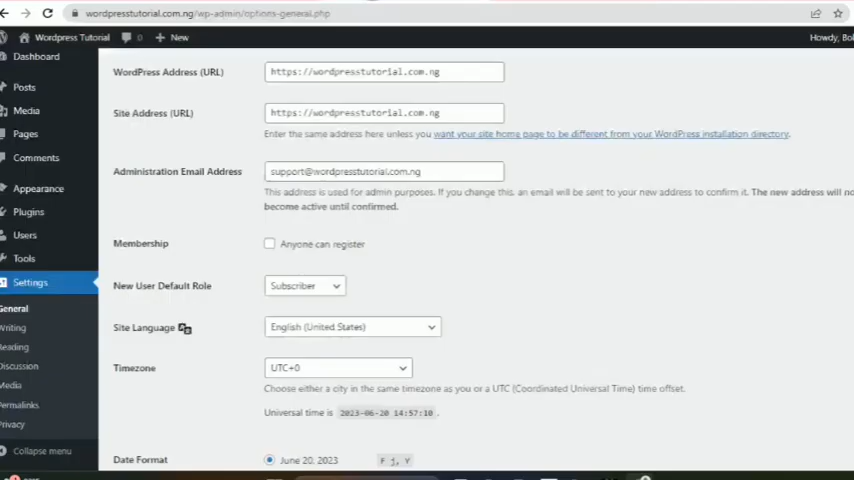 wordpresstutorial.com.ng/wp-admin/options-general.php
Wordpress Tutorial 0 New Howdy, Bol
Dashboard
Posts
Media
Pages
Comments
Appearance
Plugins
Users
Tools
Settings
General
Writing
Reading
Discussion
Media
Permalinks
Privacy
Collapse menu
WordPress Address (URL) https://wordpresstutorial.com.ng
Site Address (URL) https://wordpresstutorial.com.ng
Enter the same address here unless you want your site home page to be different from your WordPress installation directory.
Administration Email Address support@wordpresstutorial.com.ng
This address is used for admin purposes. If you change this, an email will be sent to your new address to confirm it. The new address will no
become active until confirmed.
Membership Anyone can register
New User Default Role Subscriber
Site Language English (United States)
Timezone UTC+0
Choose either a city in the same timezone as you or a UTC (Coordinated Universal Time) time offset.
Universal time is 2023-06-20 14:57:10.
Date Format June 20, 2023 F j, Y